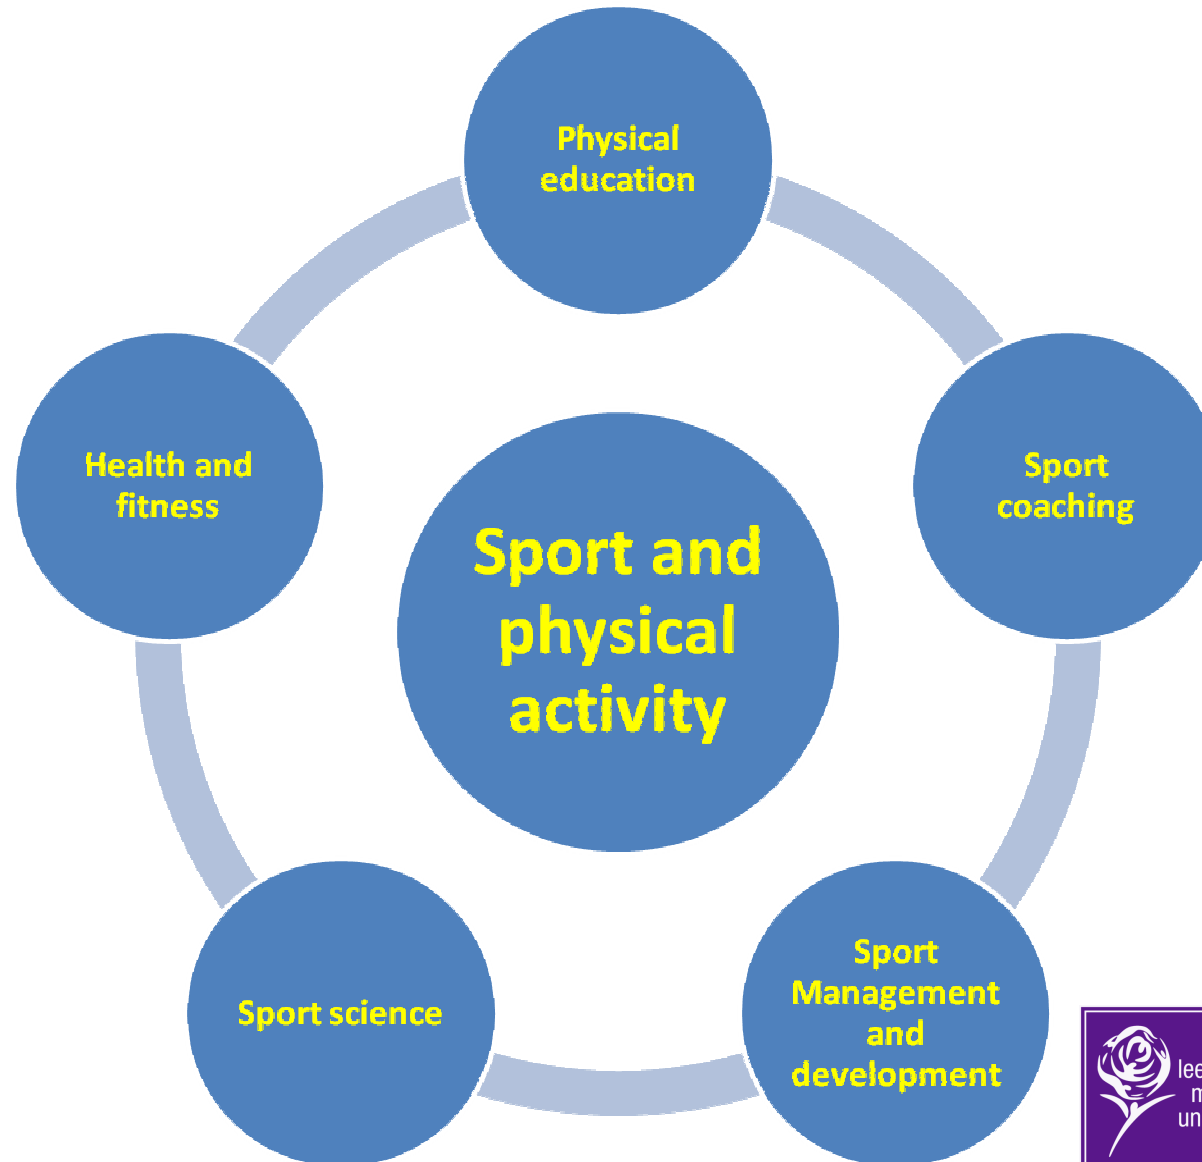 Physical
education
Health and
fitness
Sport
coaching
Sport and
physical
activity
Sport science
Sport
Management
and
development